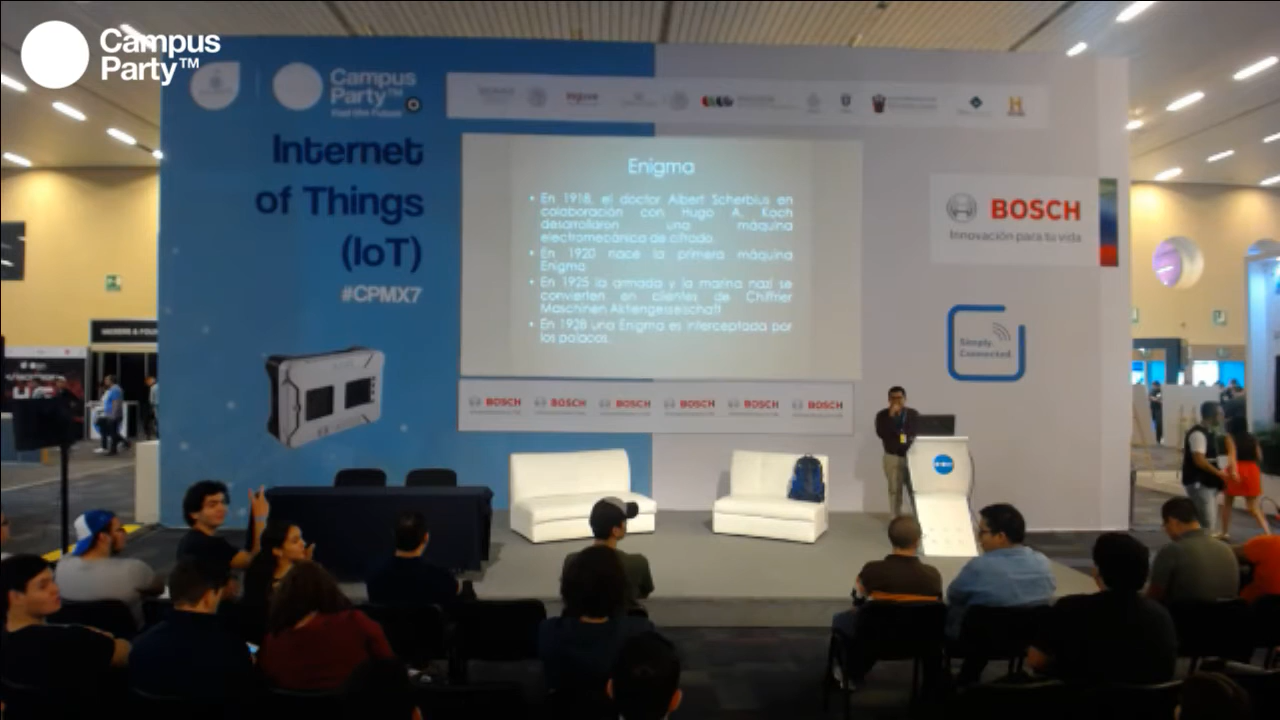 Campus
Party™
Campus
Party™
Feel the Future
Internet
of Things
(IoT)
#CPMX7
Enigma
• En 1918, el doctor Albert Scherbius en
colaboración con Hugo A. Koch
desarrollaron una máquina
electromecánica de cifrado.
• En 1920 nace la primera máquina
Enigma
• En 1925 la armada y la marina nazi se
convierten en clientes de Chiffrier
Maschinen Aktiengesellschaft
• En 1928 una Enigma es interceptada por
los polacos.
BOSCH
Innovación para tu vida
Simply.
Connected.
BOSCH BOSCH BOSCH BOSCH BOSCH BOSCH
H